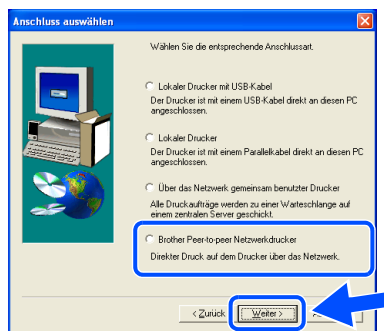 Anschluss auswählen
Wählen Sie die entsprechende Anschlussart.
Lokaler Drucker mit USB-Kabel
Der Drucker ist mit einem USB-Kabel direkt an diesen PC
angeschlossen.
Lokaler Drucker
Der Drucker ist mit einem Parallelkabel direkt an diesen PC
angeschlossen.
Über das Netzwerk gemeinsam benutzter Drucker
Alle Druckaufträge werden zu einer Warteschlange auf
einem zentralen Server geschickt.
Brother Peer-to-peer Netzwerkdrucker
Direkter Druck auf dem Drucker über das Netzwerk.
< Zurück Weiter >